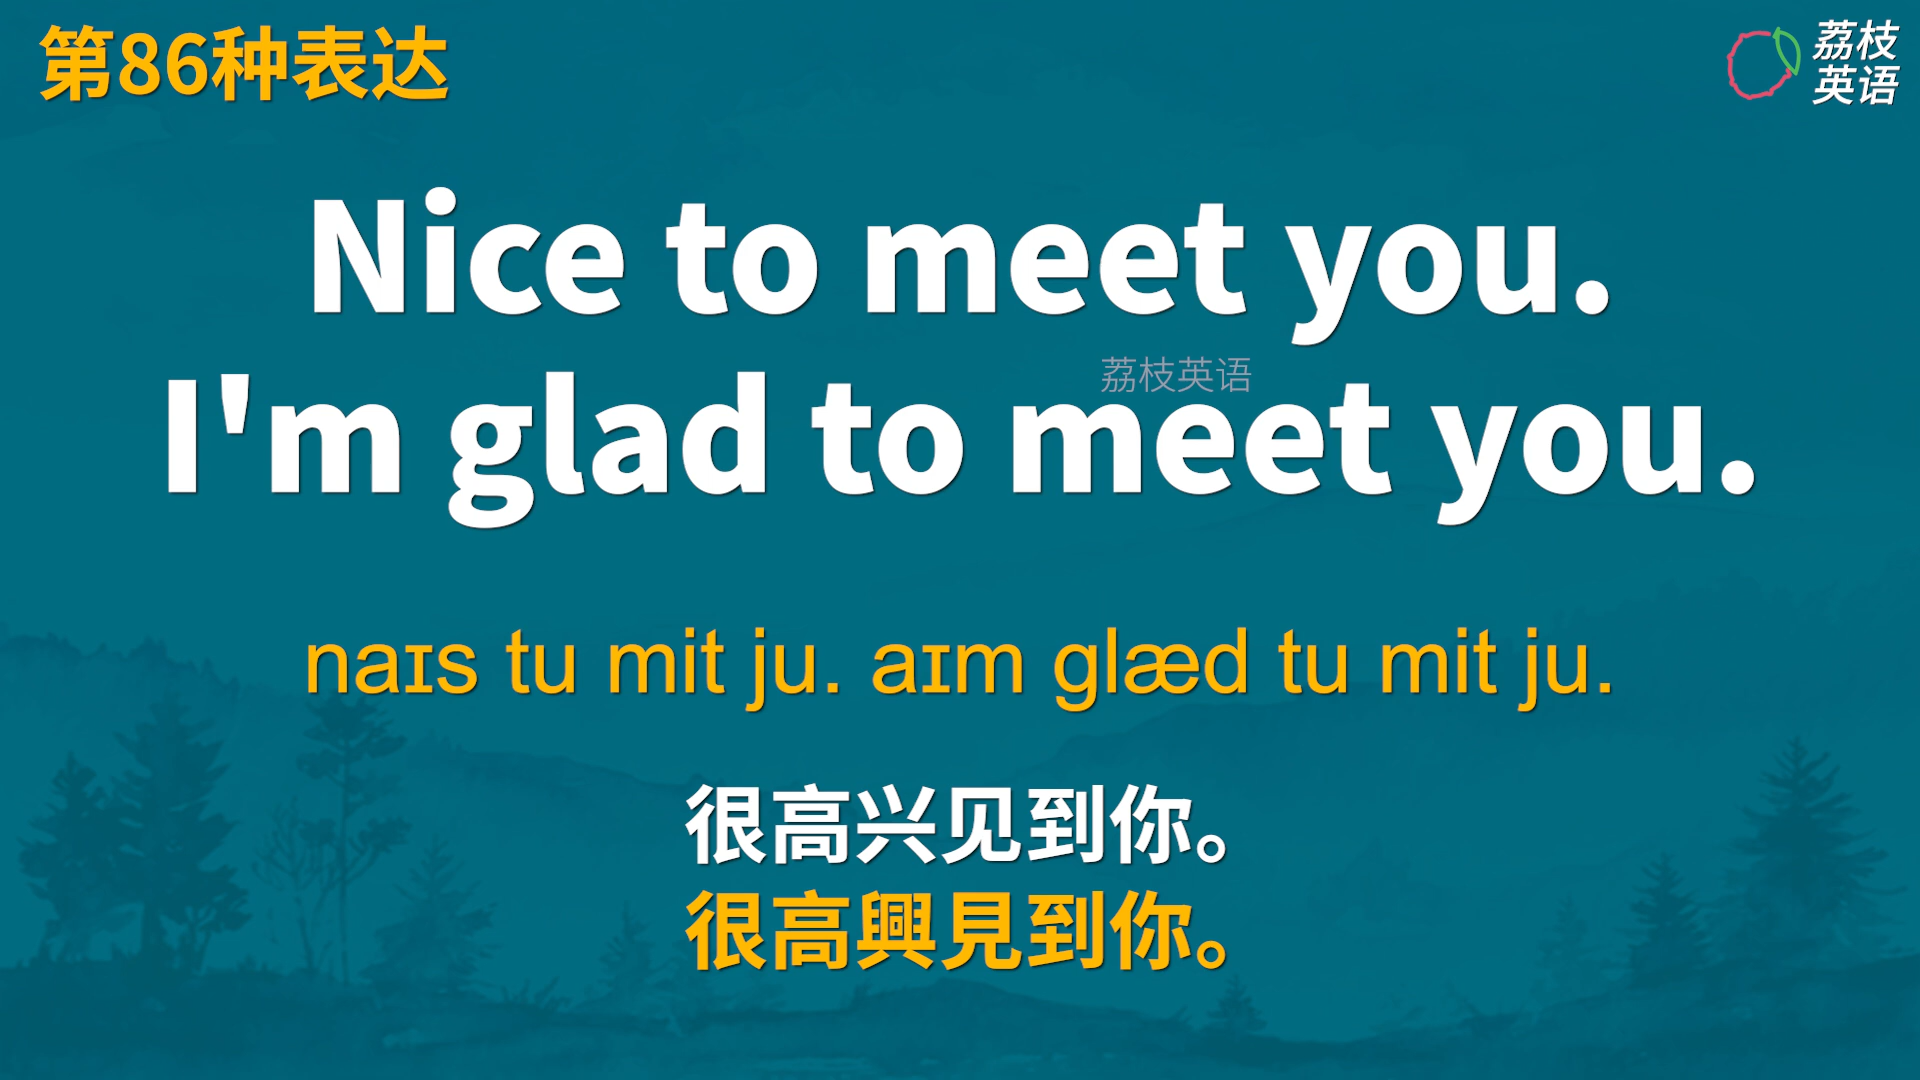 第86种表达
荔枝
英语
Nice to meet you.
荔枝英语
I'm glad to meet you.
naɪs tu mit ju. aɪm glæd tu mit ju.
很高兴见到你。
很高興見到你。